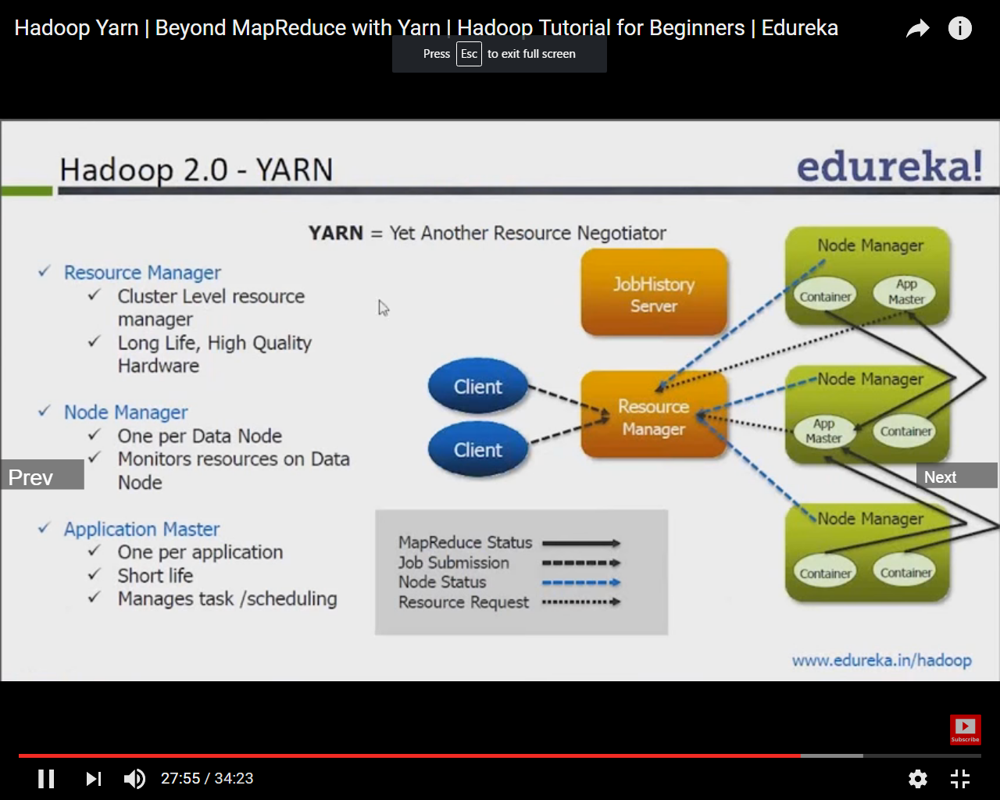 Hadoop Yarn | Beyond MapReduce with Yarn | Hadoop Tutorial for Beginners | Edureka
Press Esc to exit full screen
Hadoop 2.0 - YARN
edureka!
YARN = Yet Another Resource Negotiator
Resource Manager
Cluster Level resource
manager
Long Life, High Quality
Hardware
Node Manager
One per Data Node
Monitors resources on Data
Node
Application Master
One per application
Short life
Manages task /scheduling
JobHistory
Server
Client
Client
Resource
Manager
Node Manager
Container
App
Master
Node Manager
App
Master
Container
Node Manager
Container
Container
MapReduce Status
Job Submission
Node Status
Resource Request
Prev
Next
www.edureka.in/hadoop
Subscribe
27:55 / 34:23